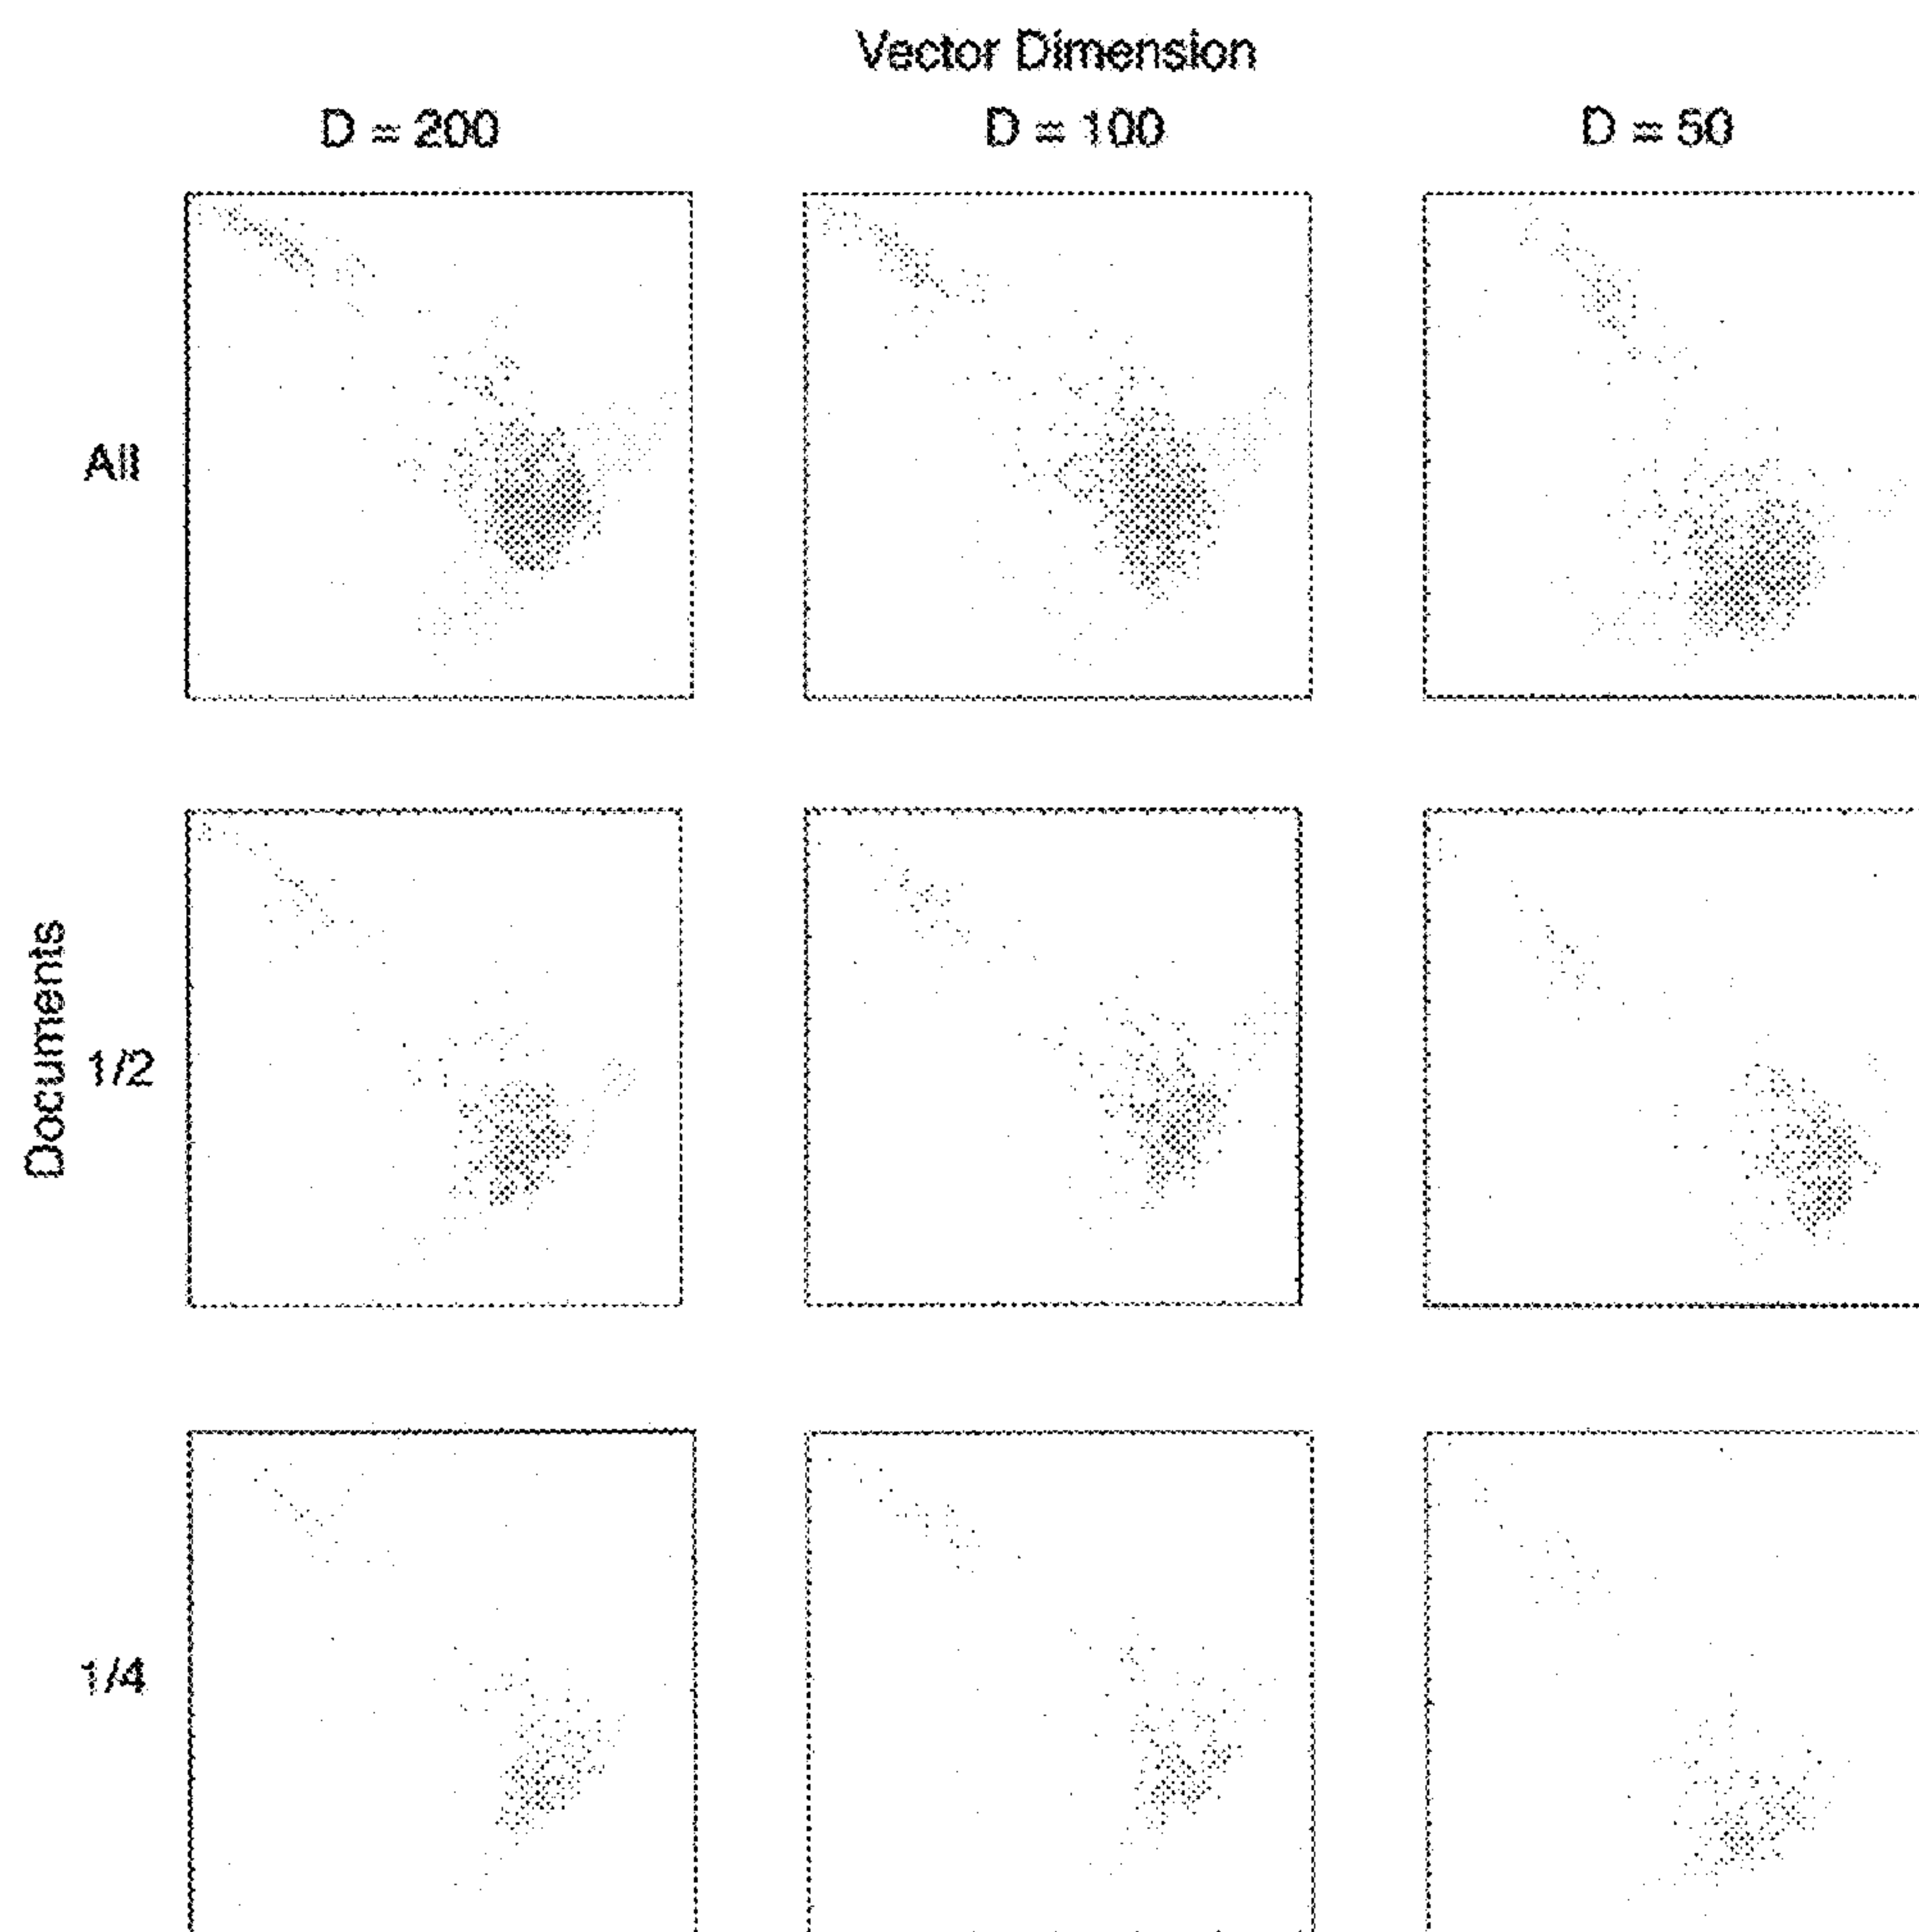 Vector Dimension
D = 200
D = 100
D = 50
All
Documents
1/2
1/4